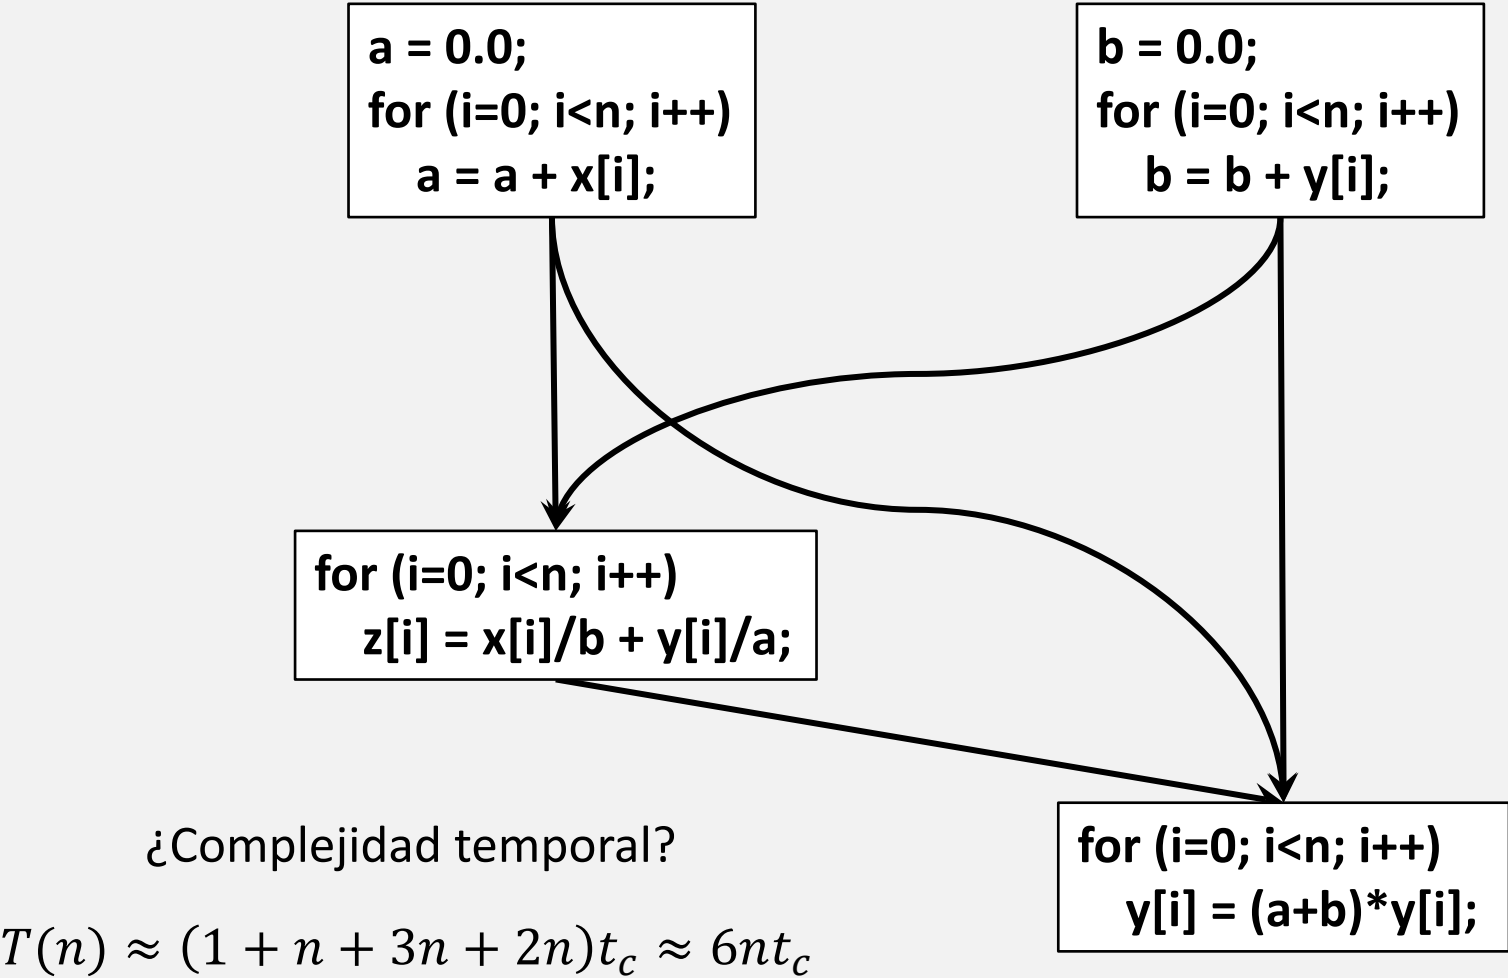 a = 0.0;
for (i=0; i<n; i++)
a = a + x[i];
b = 0.0;
for (i=0; i<n; i++)
b = b + y[i];
for (i=0; i<n; i++)
z[i] = x[i]/b + y[i]/a;
for (i=0; i<n; i++)
y[i] = (a+b)*y[i];
¿Complejidad temporal?
T(n) ≈ (1 + n + 3n + 2n)t_c ≈ 6nt_c